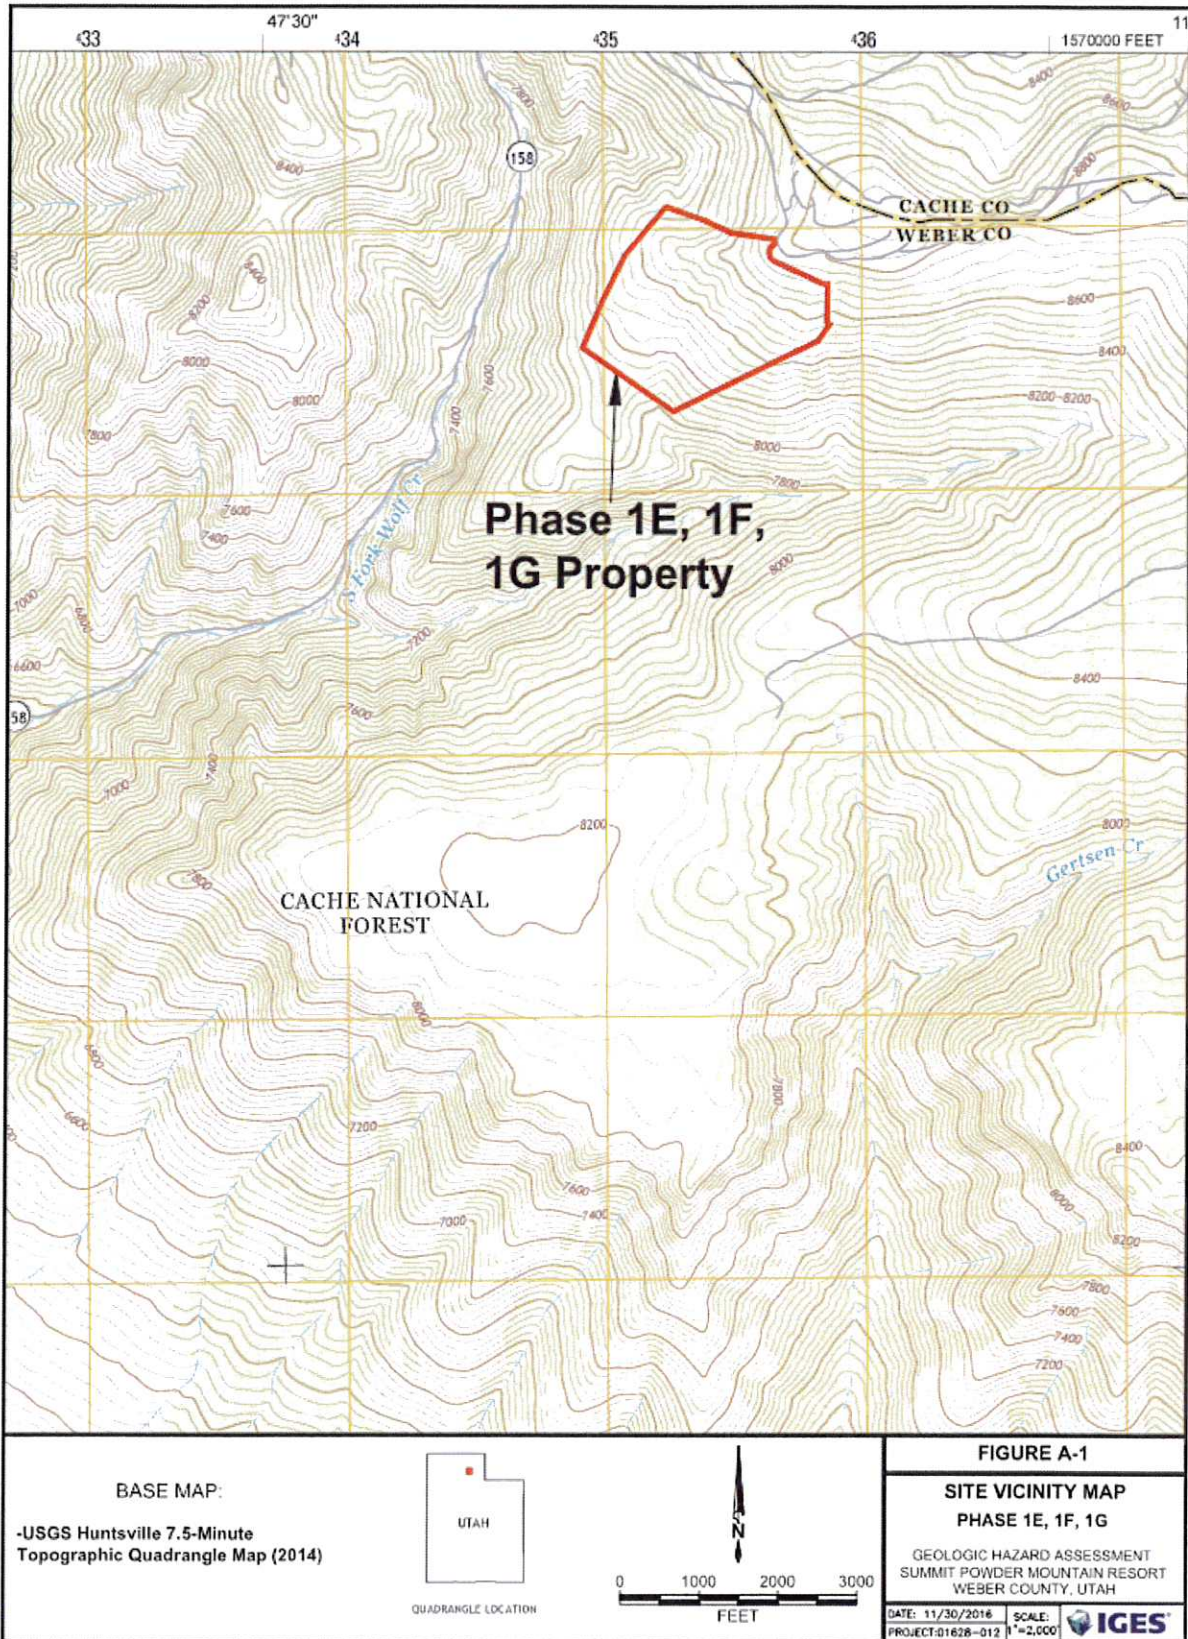 47'30"
11
433
434
435
436
1570000 FEET
7800
8400
8600
158
8400
8800
CACHE CO
WEBER CO
7200
8400
8200
8600
8000
7600
8400
8000
8200
8200
7800
7400
8000
7800
7600
Phase 1E, 1F,
1G Property
7400
S Fork Wolf Cr
8000
7000
6800
7200
6600
8400
58
7600
7400
7000
8200
8000
Gertsen Cr
7800
CACHE NATIONAL
FOREST
8000
6800
7800
6600
7200
8400
7600
8000
7400
7000
8200
7800
7600
7400
7200
BASE MAP:
-USGS Huntsville 7.5-Minute
Topographic Quadrangle Map (2014)
UTAH
QUADRANGLE LOCATION
N
0 1000 2000 3000
FEET
FIGURE A-1
SITE VICINITY MAP
PHASE 1E, 1F, 1G
GEOLOGIC HAZARD ASSESSMENT
SUMMIT POWDER MOUNTAIN RESORT
WEBER COUNTY, UTAH
DATE: 11/30/2016
SCALE:
PROJECT:01628-012
1"=2,000'
IGES